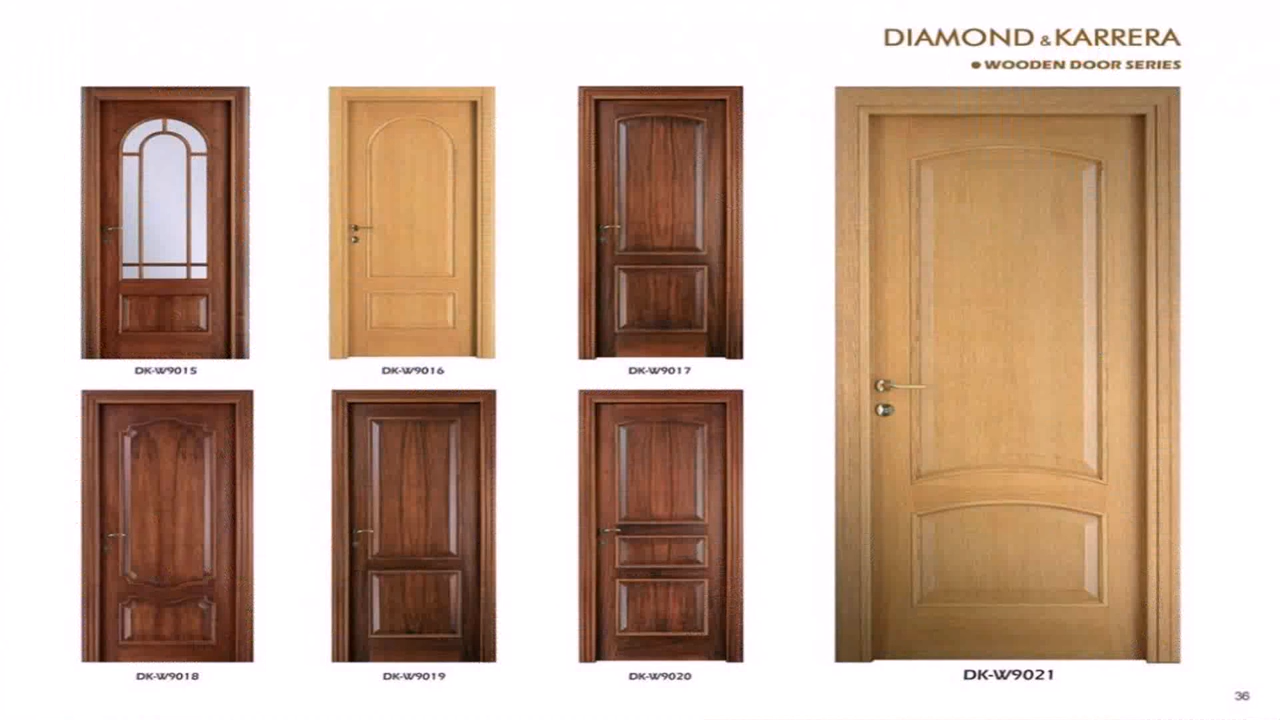 DIAMOND & KARRERA
● WOODEN DOOR SERIES
DK-W9015
DK-W9016
DK-W9017
DK-W9018
DK-W9019
DK-W9020
DK-W9021
36